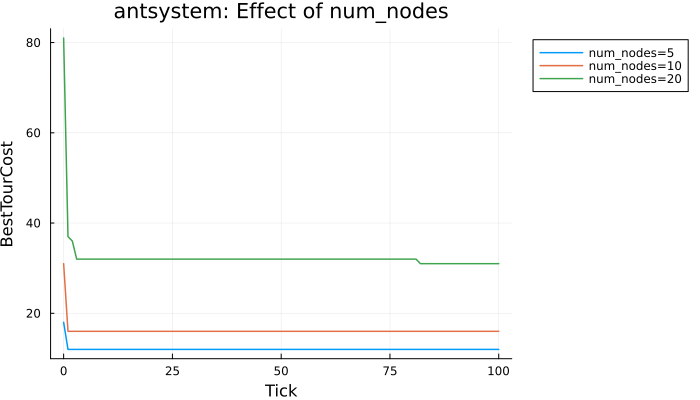 antsystem: Effect of num_nodes
BestTourCost
80
60
40
20
0
25
50
75
100
Tick
num_nodes=5
num_nodes=10
num_nodes=20